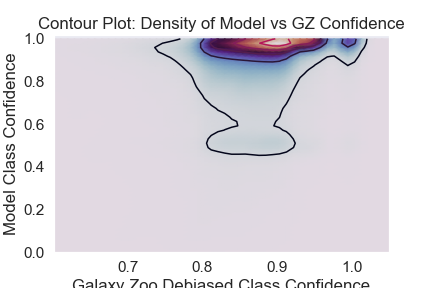 Contour Plot: Density of Model vs GZ Confidence
Model Class Confidence
1.0
0.8
0.6
0.4
0.2
0.0
0.7 0.8 0.9 1.0
Galaxy Zoo Debiased Class Confidence